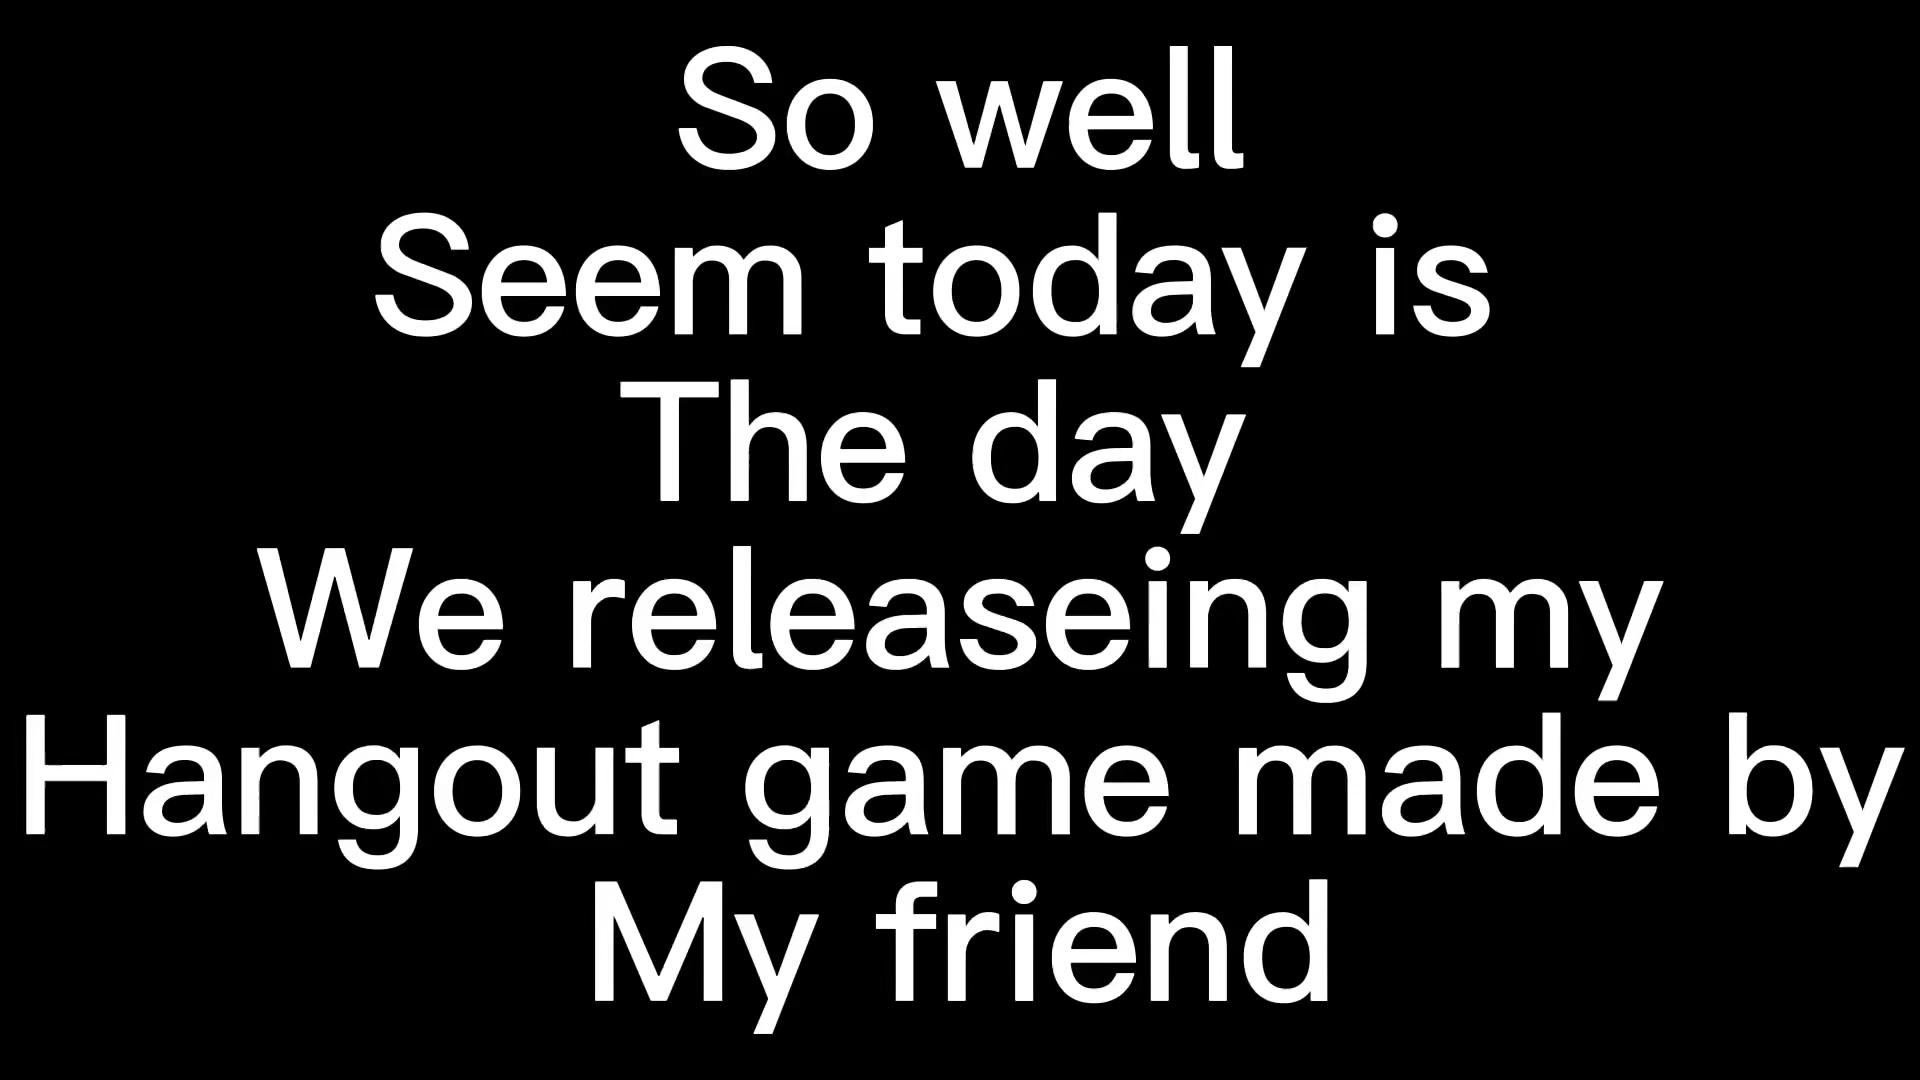 So well
Seem today is
The day
We releaseing my
Hangout game made by
My friend